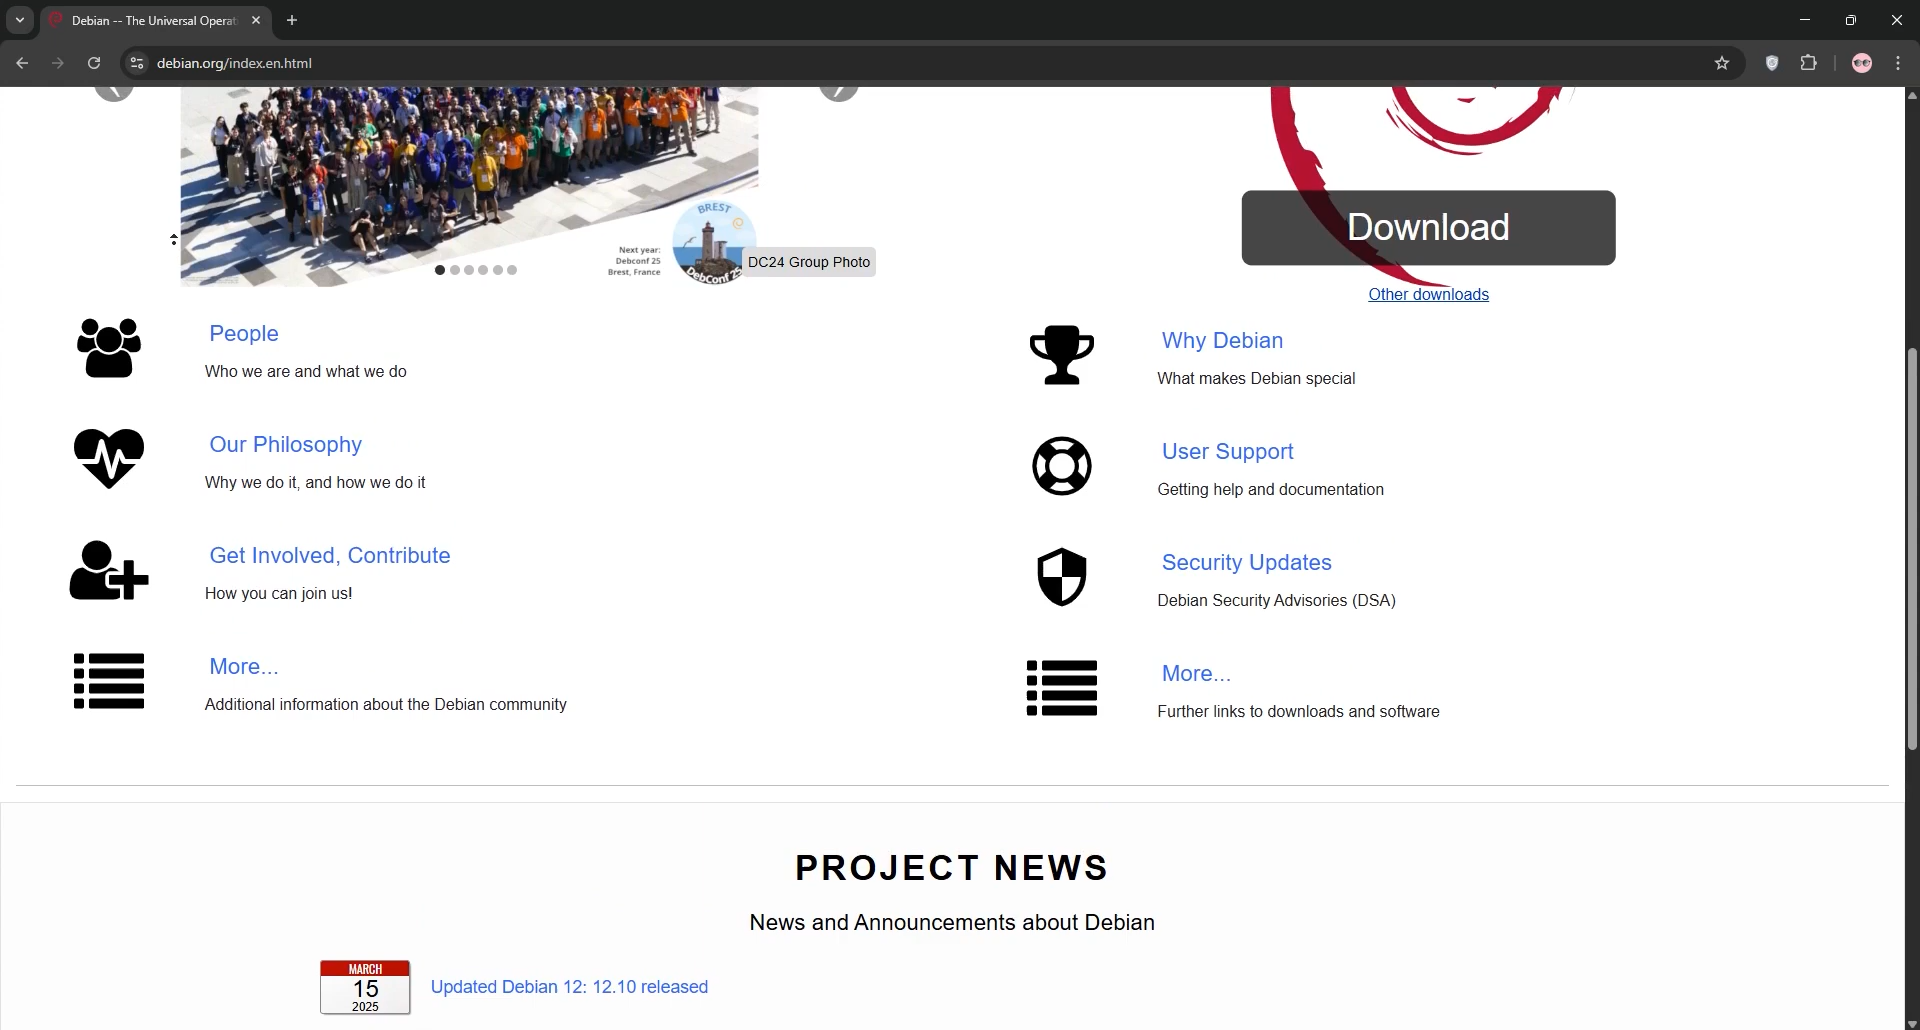 Debian -- The Universal Operat
debian.org/index.en.html
BREST
Next year:
Debconf 25
Brest, France
DebConf 25
DC24 Group Photo
Download
Other downloads
People
Who we are and what we do
Our Philosophy
Why we do it, and how we do it
Get Involved, Contribute
How you can join us!
More...
Additional information about the Debian community
Why Debian
What makes Debian special
User Support
Getting help and documentation
Security Updates
Debian Security Advisories (DSA)
More...
Further links to downloads and software
PROJECT NEWS
News and Announcements about Debian
MARCH
15
2025
Updated Debian 12: 12.10 released